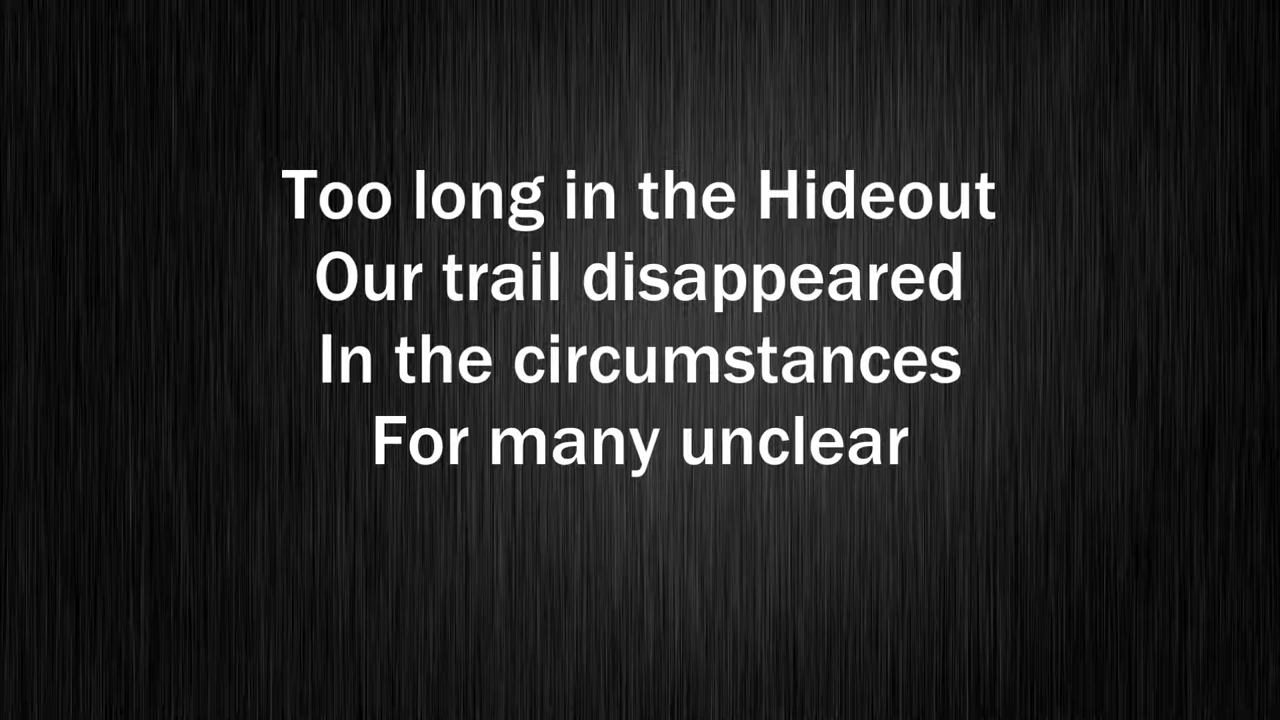 Too long in the Hideout
Our trail disappeared
In the circumstances
For many unclear